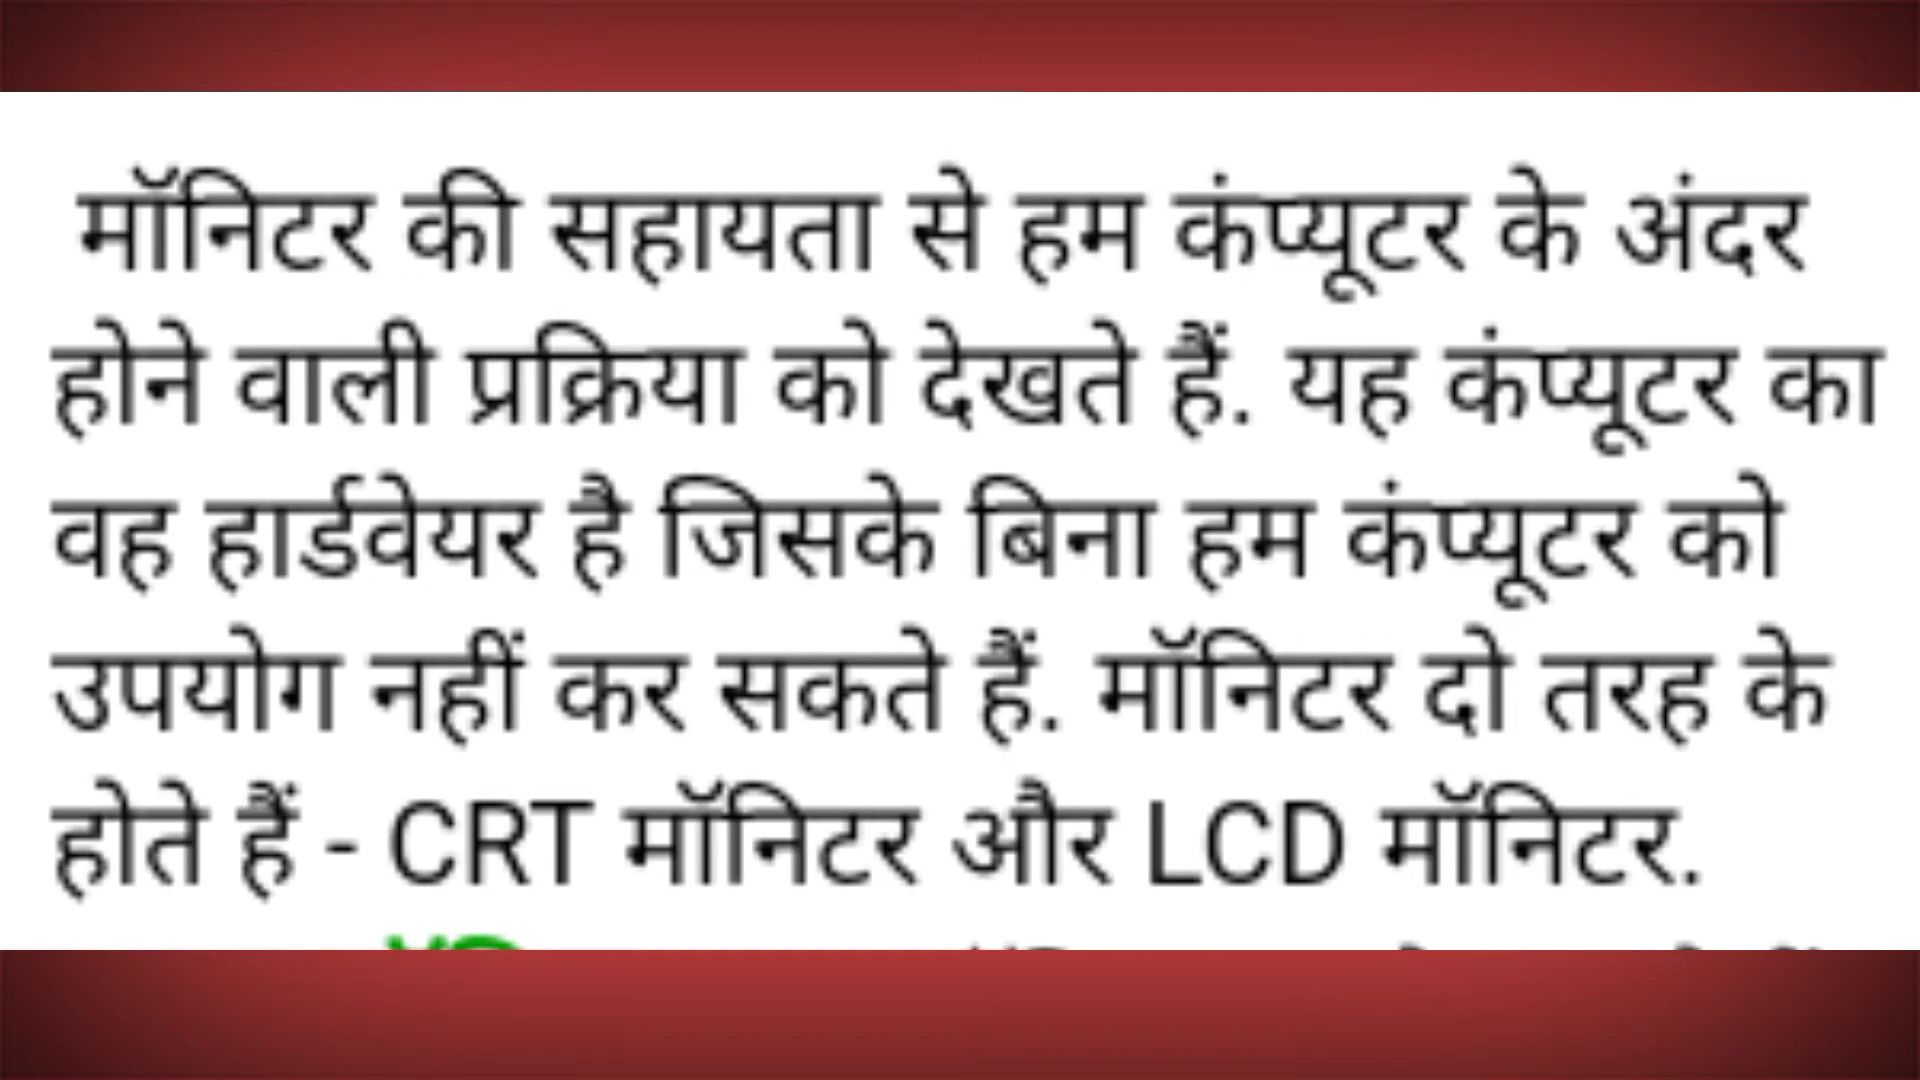 मॉनिटर की सहायता से हम कंप्यूटर के अंदर
होने वाली प्रक्रिया को देखते हैं. यह कंप्यूटर का
वह हार्डवेयर है जिसके बिना हम कंप्यूटर को
उपयोग नहीं कर सकते हैं. मॉनिटर दो तरह के
होते हैं - CRT मॉनिटर और LCD मॉनिटर.